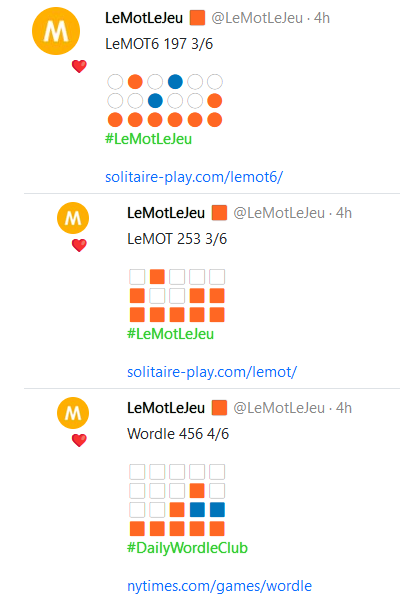 M
LeMotLeJeu 🟧 @LeMotLeJeu · 4h
LeMOT6 197 3/6
#LeMotLeJeu
solitaire-play.com/lemot6/
M
LeMotLeJeu 🟧 @LeMotLeJeu · 4h
LeMOT 253 3/6
#LeMotLeJeu
solitaire-play.com/lemot/
M
LeMotLeJeu 🟧 @LeMotLeJeu · 4h
Wordle 456 4/6
#DailyWordleClub
nytimes.com/games/wordle